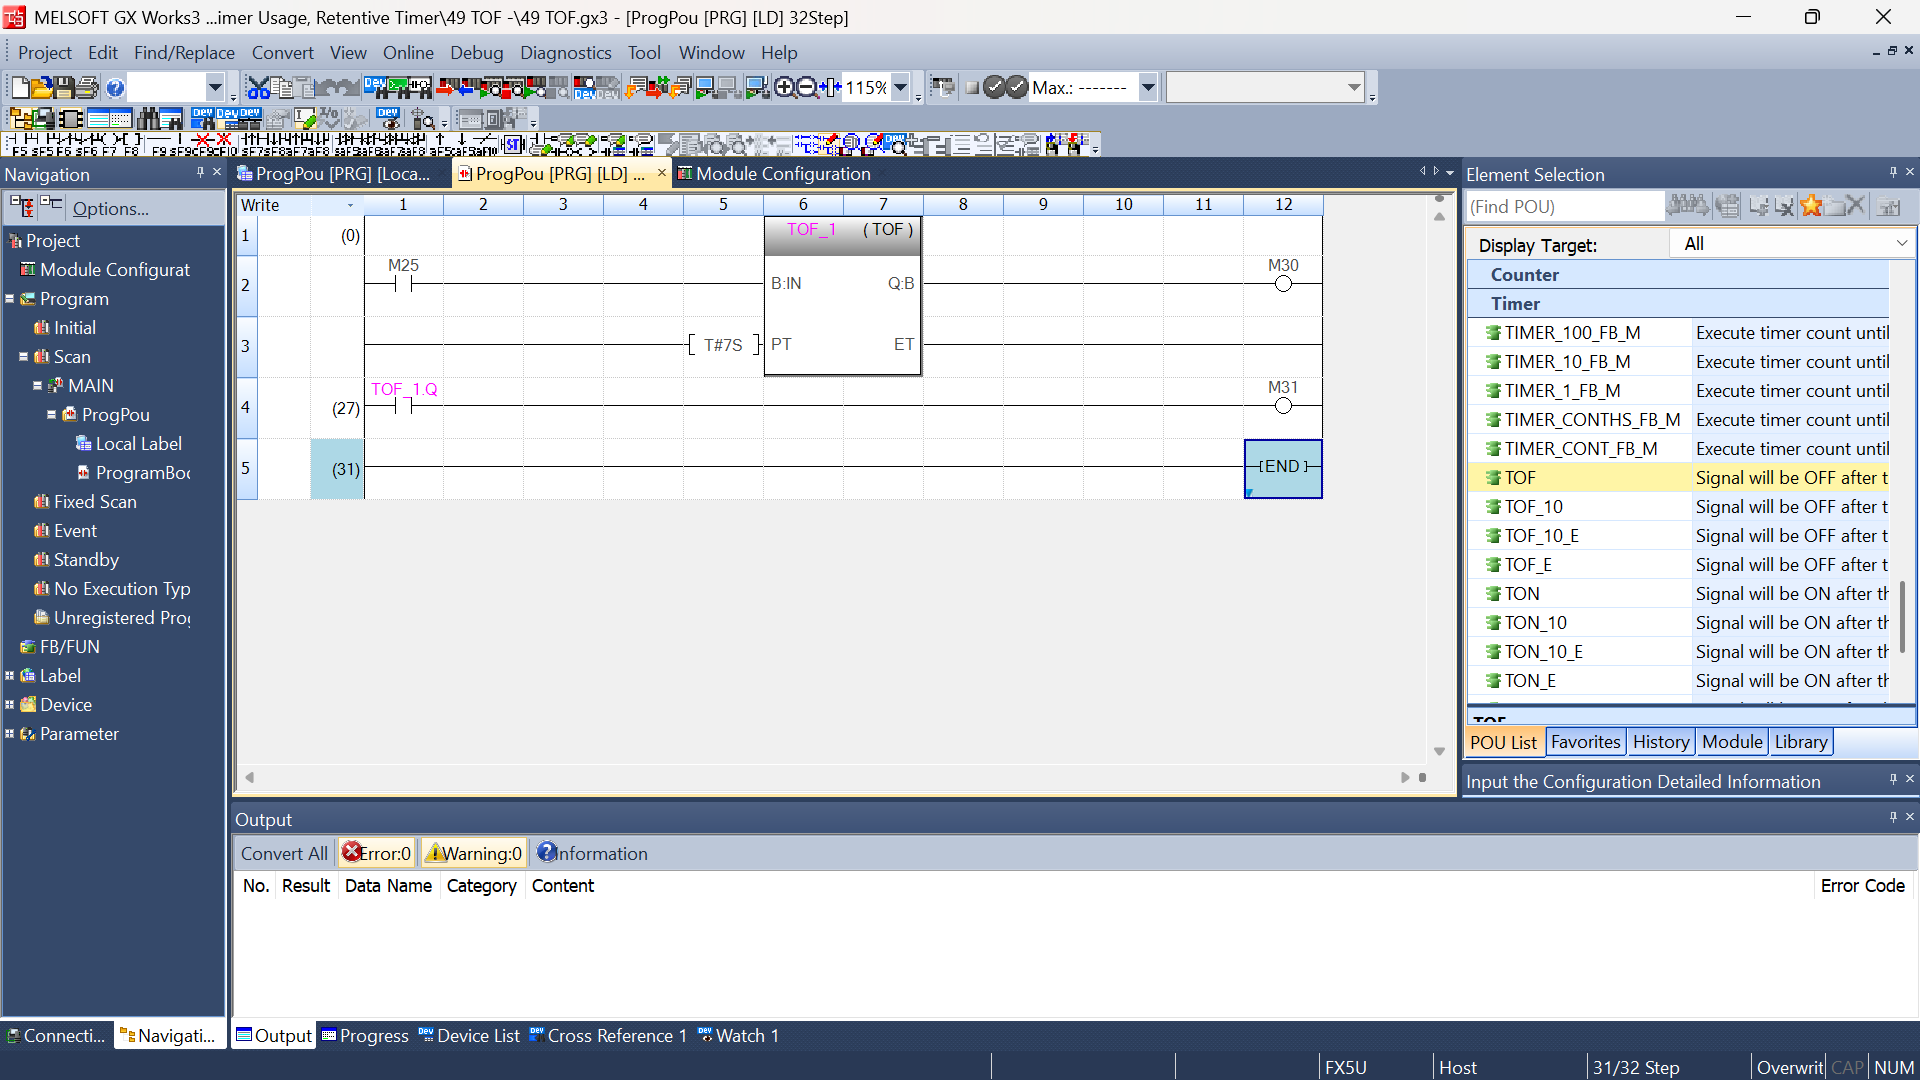 MELSOFT GX Works3 ...imer Usage, Retentive Timer\49 TOF -\49 TOF.gx3 - [ProgPou [PRG] [LD] 32Step]
Project Edit Find/Replace Convert View Online Debug Diagnostics Tool Window Help
115% Max.: -------
Navigation
Options...
Project
Module Configurat
Program
Initial
Scan
MAIN
ProgPou
Local Label
ProgramBoc
Fixed Scan
Event
Standby
No Execution Typ
Unregistered Prog
FB/FUN
Label
Device
Parameter
Connecti... Navigati...
ProgPou [PRG] [Loca... ProgPou [PRG] [LD] ... Module Configuration
Write 1 2 3 4 5 6 7 8 9 10 11 12
1 (0) TOF_1 (TOF)
M25 M30
2 B:IN Q:B
3 T#7S PT ET
TOF_1.Q M31
4 (27)
5 (31) [END]
Element Selection
(Find POU)
Display Target: All
Counter
Timer
TIMER_100_FB_M Execute timer count until
TIMER_10_FB_M Execute timer count until
TIMER_1_FB_M Execute timer count until
TIMER_CONTHS_FB_M Execute timer count until
TIMER_CONT_FB_M Execute timer count until
TOF Signal will be OFF after t
TOF_10 Signal will be OFF after t
TOF_10_E Signal will be OFF after t
TOF_E Signal will be OFF after t
TON Signal will be ON after th
TON_10 Signal will be ON after th
TON_10_E Signal will be ON after th
TON_E Signal will be ON after th
TOF
POU List Favorites History Module Library
Input the Configuration Detailed Information
Output
Convert All Error:0 Warning:0 Information
No. Result Data Name Category Content Error Code
Output Progress Device List Cross Reference 1 Watch 1
FX5U Host 31/32 Step Overwrit CAP NUM